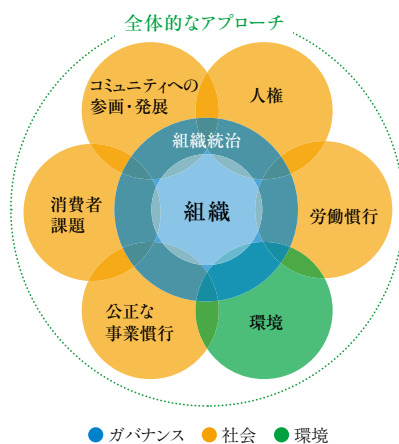 全体的なアプローチ
コミュニティへの
参画・発展
人権
組織統治
消費者
課題
組織
労働慣行
公正な
事業慣行
環境
ガバナンス 社会 環境